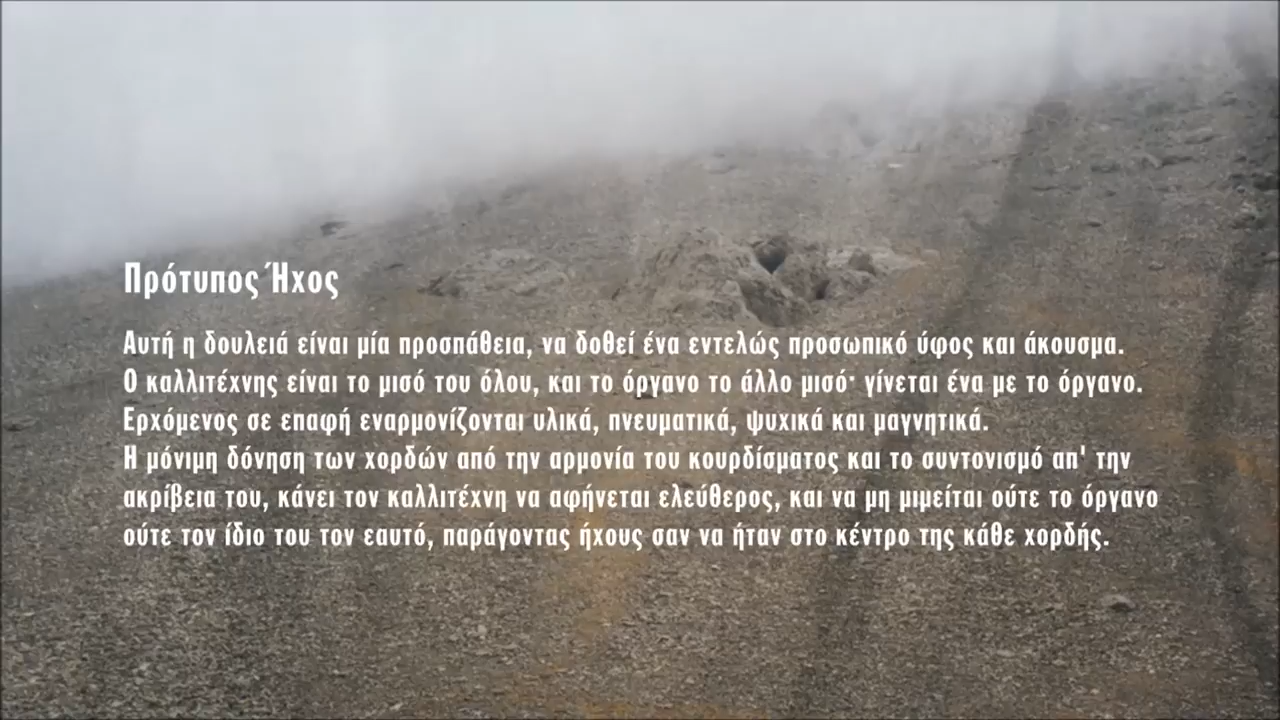 Πρότυπος Ήχος
Αυτή η δουλειά είναι μία προσπάθεια, να δοθεί ένα εντελώς προσωπικό ύφος και άκουσμα.
Ο καλλιτέχνης είναι το μισό του όλου, και το όργανο το άλλο μισό· γίνεται ένα με το όργανο.
Ερχόμενος σε επαφή εναρμονίζονται υλικά, πνευματικά, ψυχικά και μαγνητικά.
Η μόνιμη δόνηση των χορδών από την αρμονία του κουρδίσματος και το συντονισμό απ' την
ακρίβεια του, κάνει τον καλλιτέχνη να αφήνεται ελεύθερος, και να μη μιμείται ούτε το όργανο
ούτε τον ίδιο του τον εαυτό, παράγοντας ήχους σαν να ήταν στο κέντρο της κάθε χορδής.